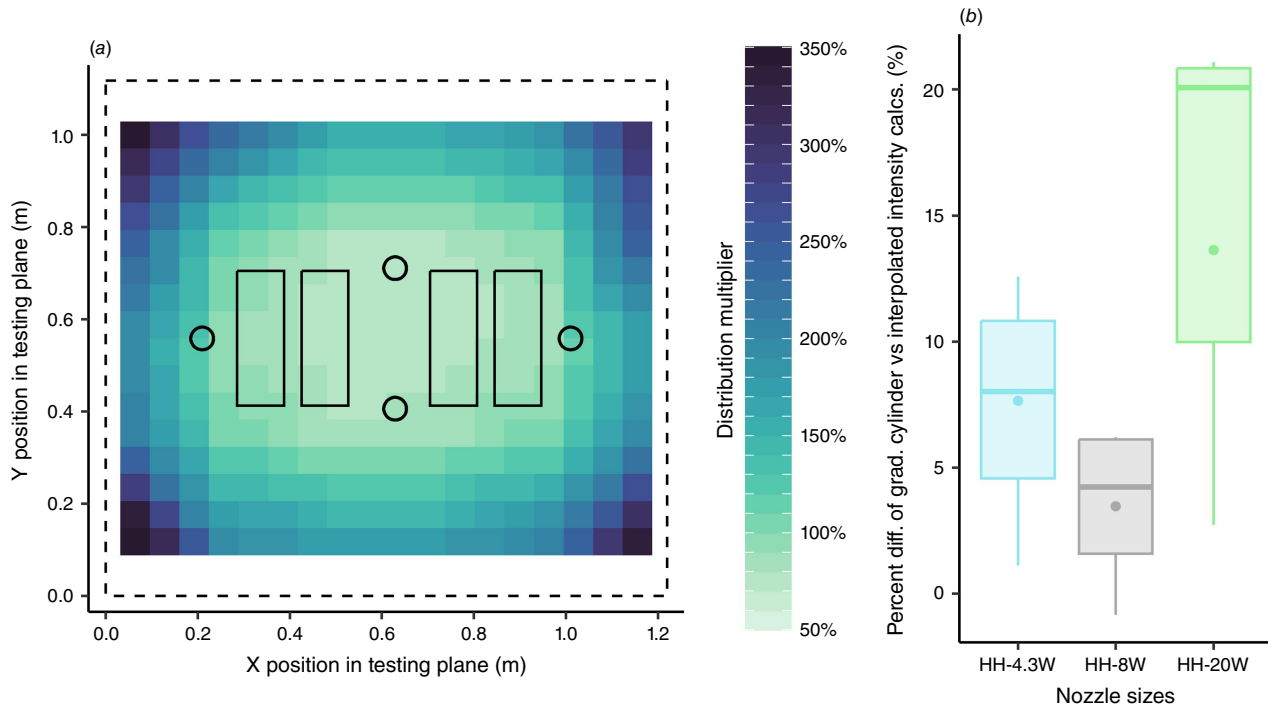 (a)
Y position in testing plane (m)
1.0
0.8
0.6
0.4
0.2
0.0
0.0 0.2 0.4 0.6 0.8 1.0 1.2
X position in testing plane (m)
Distribution multiplier
350%
300%
250%
200%
150%
100%
50%
(b)
Percent diff. of grad. cylinder vs interpolated intensity calcs. (%)
20
15
10
5
0
HH-4.3W HH-8W HH-20W
Nozzle sizes